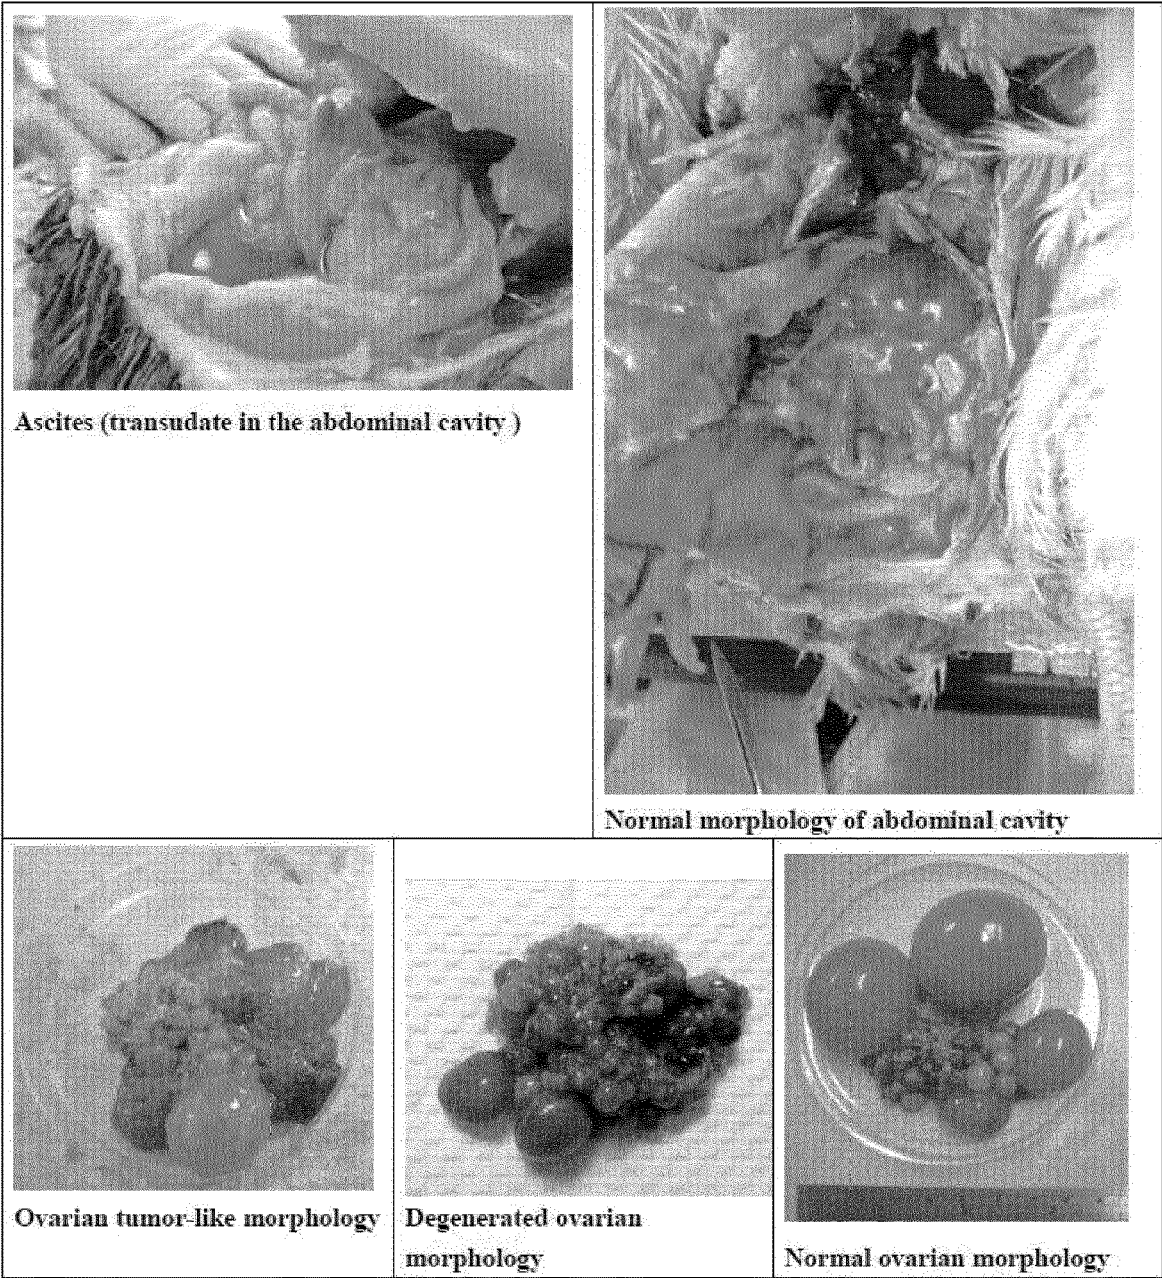 Ascites (transudate in the abdominal cavity )
Normal morphology of abdominal cavity
Ovarian tumor-like morphology
Degenerated ovarian
morphology
Normal ovarian morphology